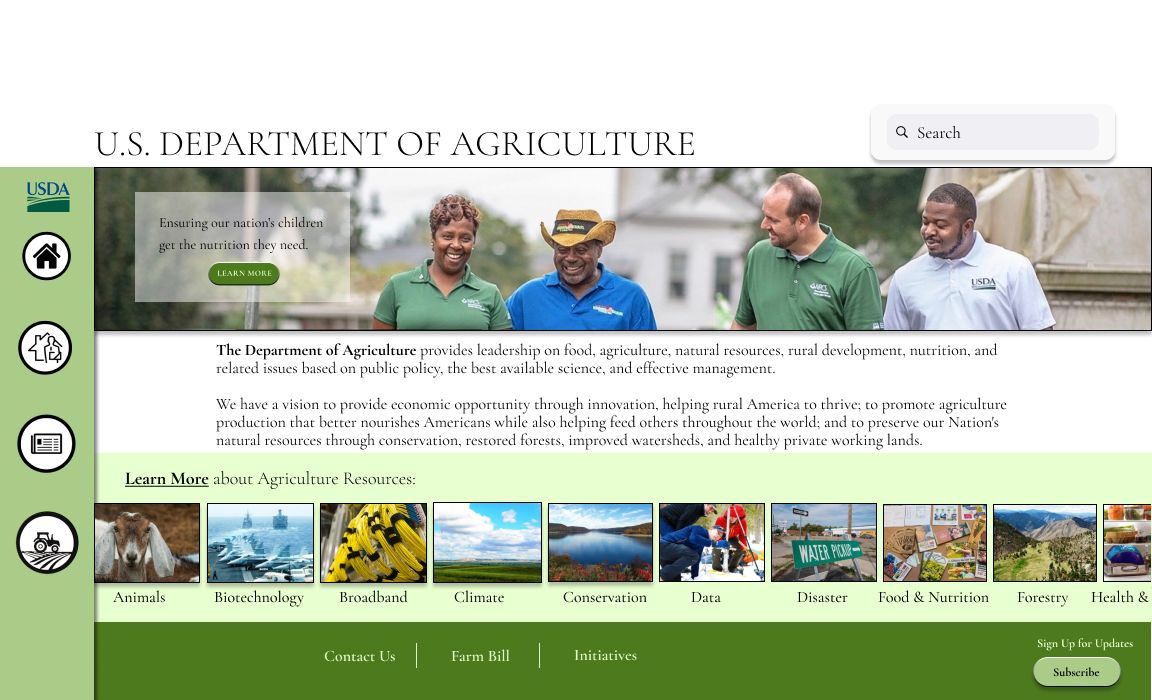 U.S. DEPARTMENT OF AGRICULTURE
Search
USDA
Ensuring our nation's children
get the nutrition they need.
LEARN MORE
USDA
The Department of Agriculture provides leadership on food, agriculture, natural resources, rural development, nutrition, and
related issues based on public policy, the best available science, and effective management.
We have a vision to provide economic opportunity through innovation, helping rural America to thrive; to promote agriculture
production that better nourishes Americans while also helping feed others throughout the world; and to preserve our Nation's
natural resources through conservation, restored forests, improved watersheds, and healthy private working lands.
Learn More about Agriculture Resources:
WATER PICKUP
Animals
Biotechnology
Broadband
Climate
Conservation
Data
Disaster
Food & Nutrition
Forestry
Health &
Contact Us
Farm Bill
Initiatives
Sign Up for Updates
Subscribe